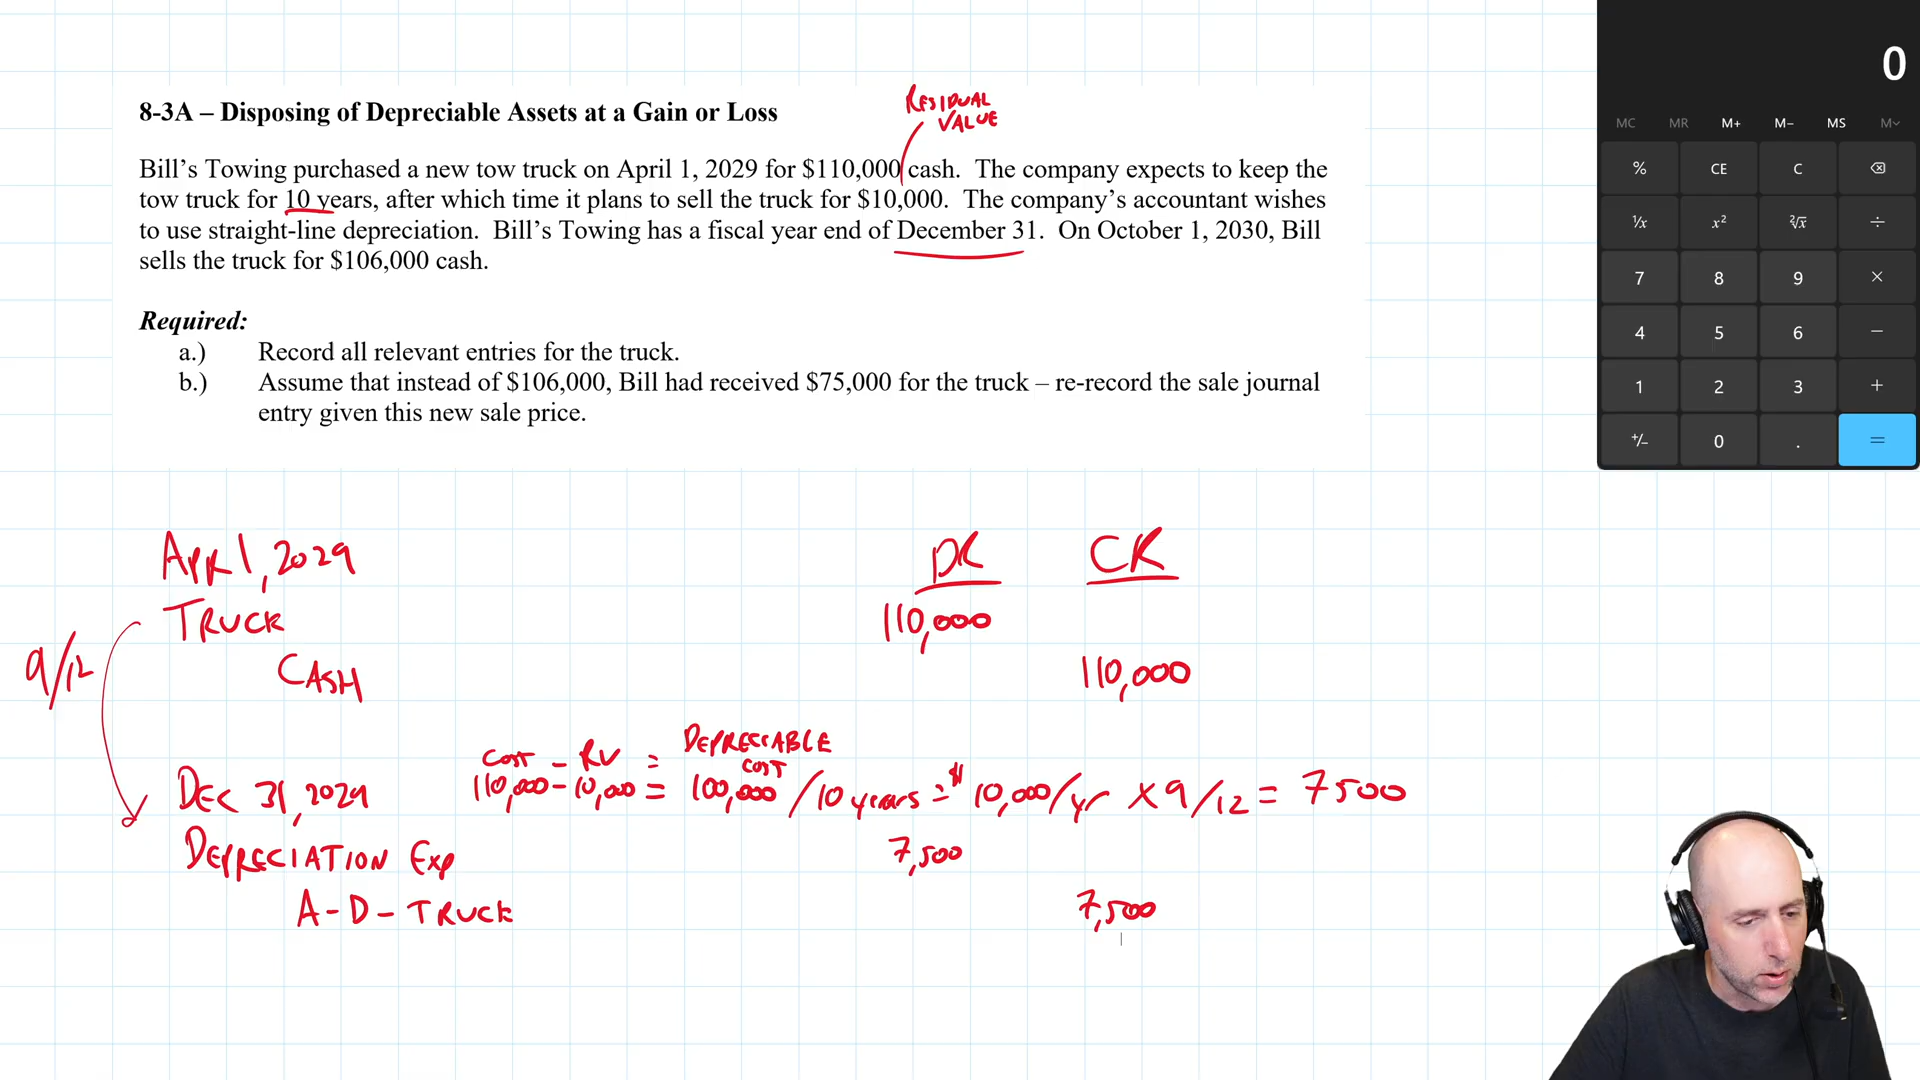 8-3A – Disposing of Depreciable Assets at a Gain or Loss
RESIDUAL
VALUE
Bill's Towing purchased a new tow truck on April 1, 2029 for $110,000 cash. The company expects to keep the
tow truck for 10 years, after which time it plans to sell the truck for $10,000. The company's accountant wishes
to use straight-line depreciation. Bill's Towing has a fiscal year end of December 31. On October 1, 2030, Bill
sells the truck for $106,000 cash.
Required:
a.) Record all relevant entries for the truck.
b.) Assume that instead of $106,000, Bill had received $75,000 for the truck – re-record the sale journal
entry given this new sale price.
0
MC MR M+ M− MS M˅
% CE C ⌫
⅟x x² ²√x ÷
7 8 9 ×
4 5 6 −
1 2 3 +
+/− 0 . =
APR 1, 2029 DR CR
TRUCK 110,000
9/12
CASH 110,000
COST – RV = DEPRECIABLE COST
DEC 31, 2029 110,000 – 10,000 = 100,000 / 10 years = $10,000/yr X 9/12 = 7500
DEPRECIATION EXP 7,500
A-D-TRUCK 7,500